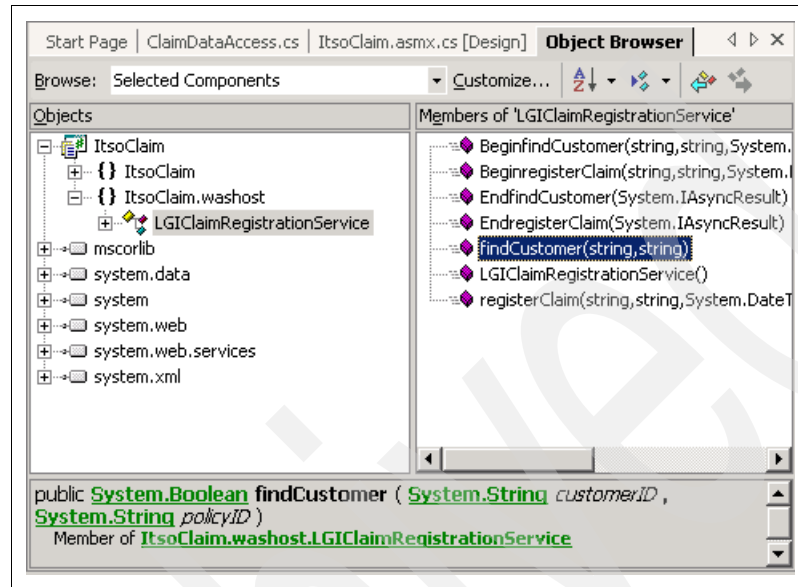 Start Page ClaimDataAccess.cs ItsoClaim.asmx.cs [Design] Object Browser
Browse: Selected Components Customize...
Objects
ItsoClaim
{} ItsoClaim
{} ItsoClaim.washost
LGIClaimRegistrationService
mscorlib
system.data
system
system.web
system.web.services
system.xml
Members of 'LGIClaimRegistrationService'
BeginfindCustomer(string,string,System.
BeginregisterClaim(string,string,System.
EndfindCustomer(System.IAsyncResult)
EndregisterClaim(System.IAsyncResult)
findCustomer(string,string)
LGIClaimRegistrationService()
registerClaim(string,string,System.DateT
public System.Boolean findCustomer ( System.String customerID ,
System.String policyID )
Member of ItsoClaim.washost.LGIClaimRegistrationService